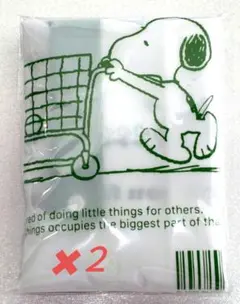 ed of doing little things for others.
hings occupies the biggest part of the
×2